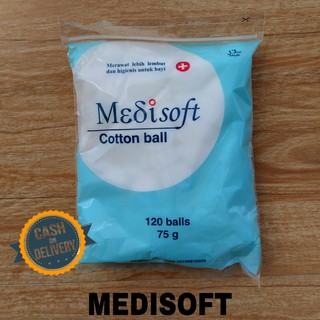 Merawat lebih lembut
dan higienis untuk bayi
Medisoft
Cotton ball
120 balls
75 g
CASH
ON
DELIVERY
MEDISOFT